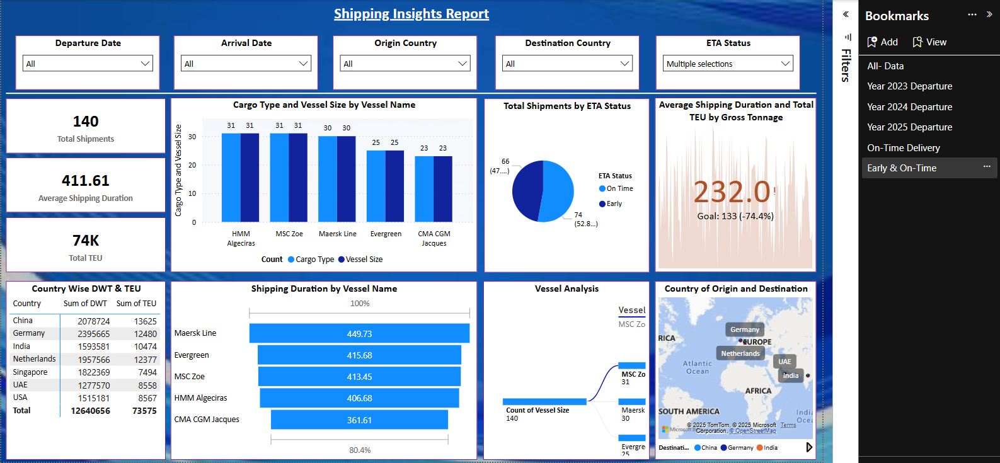 Shipping Insights Report
Departure Date
All
Arrival Date
All
Origin Country
All
Destination Country
All
ETA Status
Multiple selections
140
Total Shipments
411.61
Average Shipping Duration
74K
Total TEU
Cargo Type and Vessel Size by Vessel Name
Cargo Type and Vessel Size
30
20
10
0
31 31 31 31 30 30 25 25 23 23
HMM Algeciras
MSC Zoe
Maersk Line
Evergreen
CMA CGM Jacques
Count Cargo Type Vessel Size
Total Shipments by ETA Status
66
(47....)
74
(52.8...)
ETA Status
On Time
Early
Average Shipping Duration and Total
TEU by Gross Tonnage
232.0!
Goal: 133 (-74.4%)
Country Wise DWT & TEU
Country Sum of DWT Sum of TEU
China 2078724 13625
Germany 2395665 12480
India 1593581 10474
Netherlands 1957566 12377
Singapore 1822369 7494
UAE 1277570 8558
USA 1515181 8567
Total 12640656 73575
Shipping Duration by Vessel Name
100%
Maersk Line 449.73
Evergreen 415.68
MSC Zoe 413.45
HMM Algeciras 406.68
CMA CGM Jacques 361.61
80.4%
Vessel Analysis
Vessel
MSC Zo
Count of Vessel Size
140
MSC Zo
31
Maersk
30
Evergre
25
Country of Origin and Destination
Germany
RICA
EUROPE
Netherlands
Atlantic
Ocean
UAE
India
AFRICA
SOUTH AMERICA
Indi
Ocea
Microsoft B
© 2025 TomTom, © 2025 Microsoft Corporation, © OpenStreetMap Terms
Destinati... China Germany India
Filters
Bookmarks
Add View
All- Data
Year 2023 Departure
Year 2024 Departure
Year 2025 Departure
On-Time Delivery
Early & On-Time